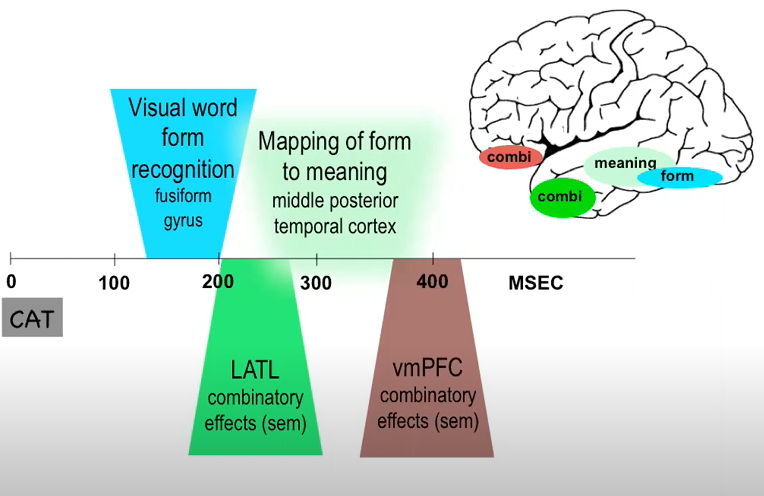 Visual word
form
recognition
fusiform
gyrus
Mapping of form
to meaning
middle posterior
temporal cortex
combi
meaning
form
combi
0
100
200
300
400
MSEC
CAT
LATL
combinatory
effects (sem)
vmPFC
combinatory
effects (sem)